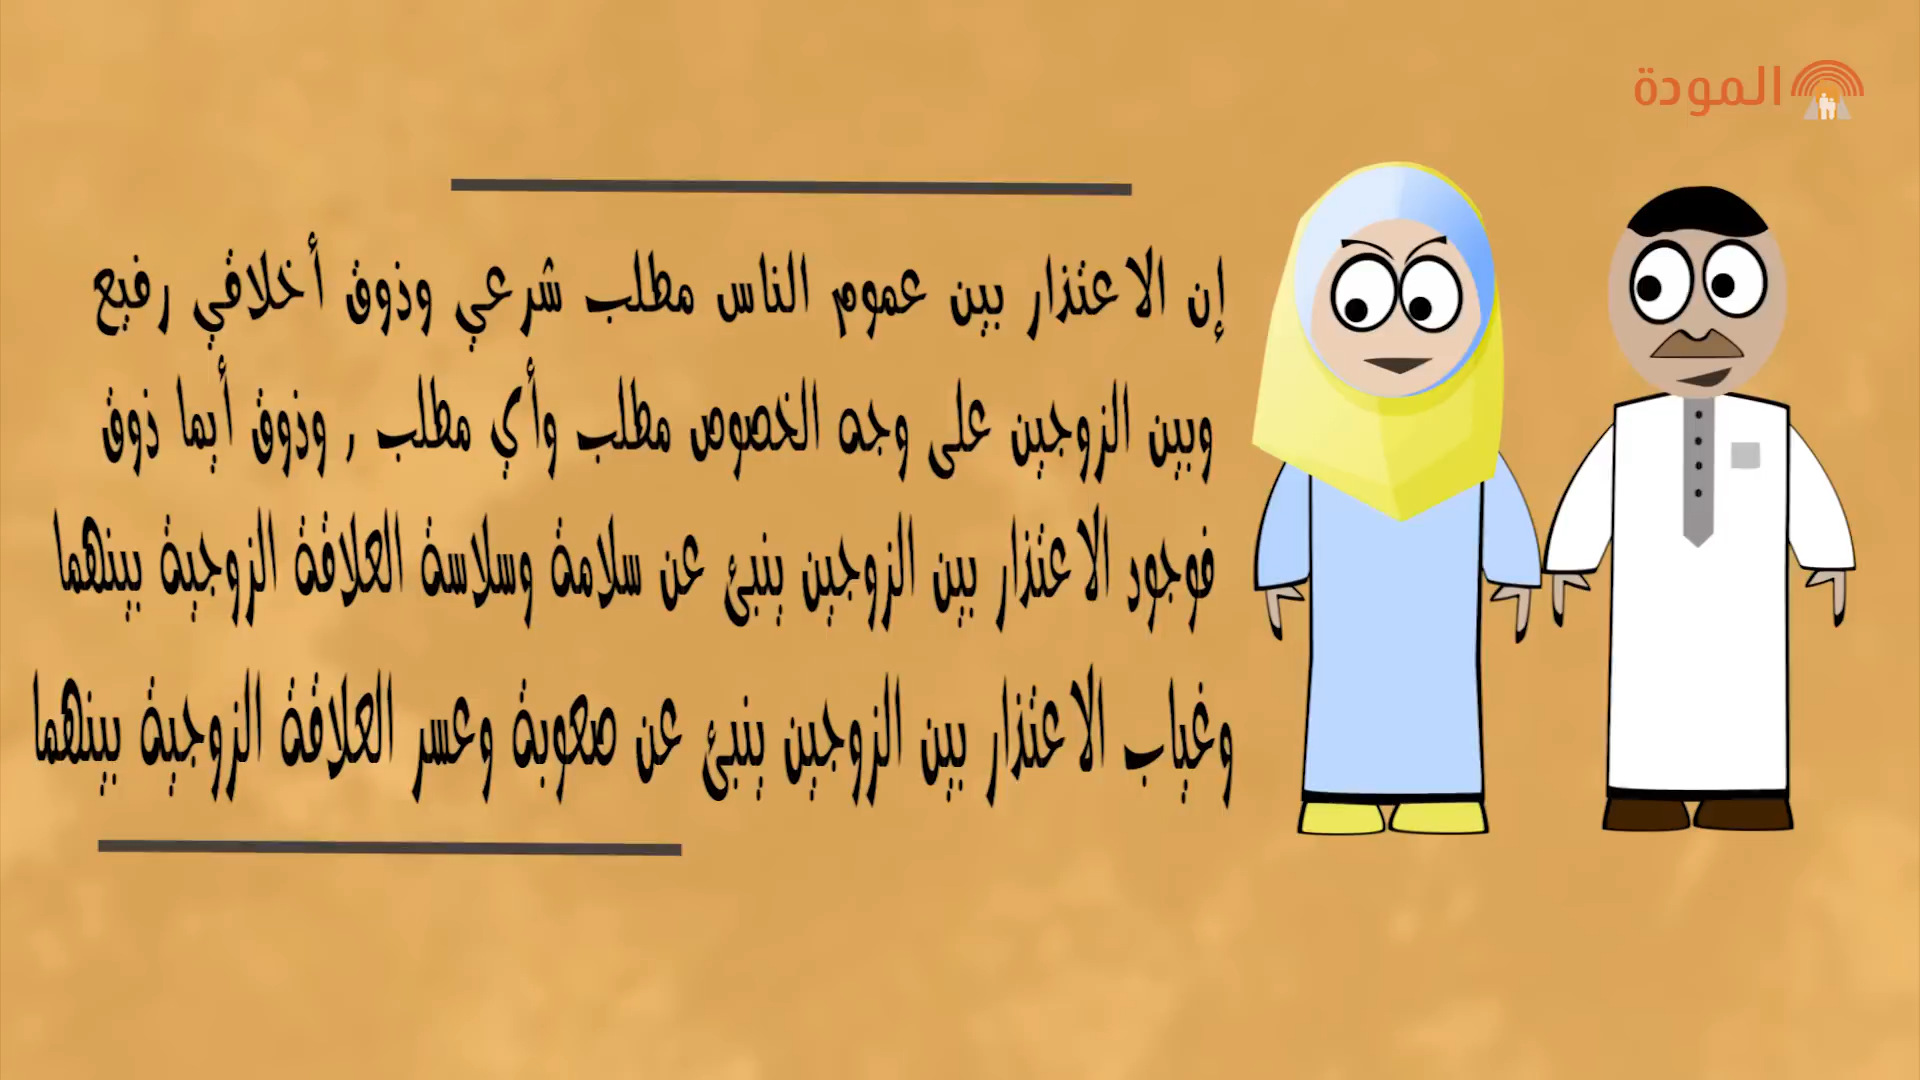 المودة
إن الاعتذار بين عموم الناس مطلب شرعي وذوق أخلاقي رفيع
وبين الزوجين على وجه الخصوص مطلب وأي مطلب , وذوق أيما ذوق
فوجود الاعتذار بين الزوجين ينبئ عن سلامة وسلاسة العلاقة الزوجية بينهما
وغياب الاعتذار بين الزوجين ينبئ عن صعوبة وعسر العلاقة الزوجية بينهما